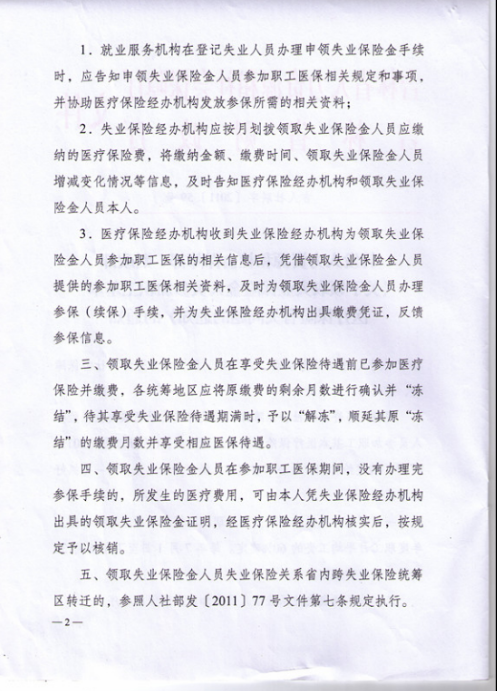 1．就业服务机构在登记失业人员办理申领失业保险金手续
时，应告知申领失业保险金人员参加职工医保相关规定和事项，
并协助医疗保险经办机构发放参保所需的相关资料；
2．失业保险经办机构应按月划拨领取失业保险金人员应缴
纳的医疗保险费，将缴纳金额、缴费时间、领取失业保险金人员
增减变化情况等信息，及时告知医疗保险经办机构和领取失业保
险金人员本人。
3．医疗保险经办机构收到失业保险经办机构为领取失业保
险金人员参加职工医保的相关信息后，凭借领取失业保险金人员
提供的参加职工医保相关资料，及时为领取失业保险金人员办理
参保（续保）手续，并为失业保险经办机构出具缴费凭证，反馈
参保信息。
三、领取失业保险金人员在享受失业保险待遇前已参加医疗
保险并缴费，各统筹地区应将原缴费的剩余月数进行确认并“冻
结”，待其享受失业保险待遇期满时，予以“解冻”，顺延其原“冻
结”的缴费月数并享受相应医保待遇。
四、领取失业保险金人员在参加职工医保期间，没有办理完
参保手续的，所发生的医疗费用，可由本人凭失业保险经办机构
出具的领取失业保险金证明，经医疗保险经办机构核实后，按规
定予以核销。
五、领取失业保险金人员失业保险关系省内跨失业保险统筹
区转迁的，参照人社部发〔2011〕77号文件第七条规定执行。
—2—